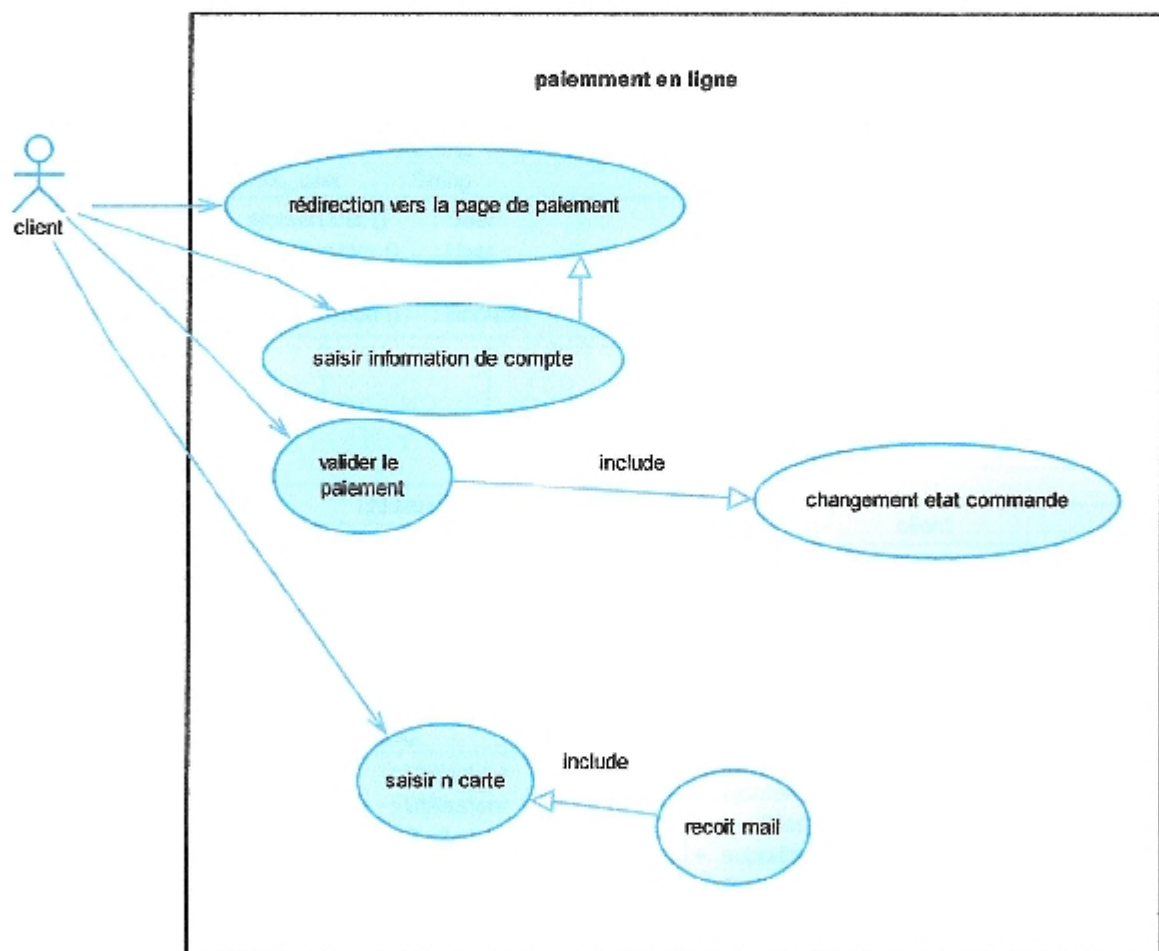 paiemment en ligne
client
rédirection vers la page de paiement
saisir information de compte
valider le
paiement
include
changement etat commande
saisir n carte
include
recoit mail